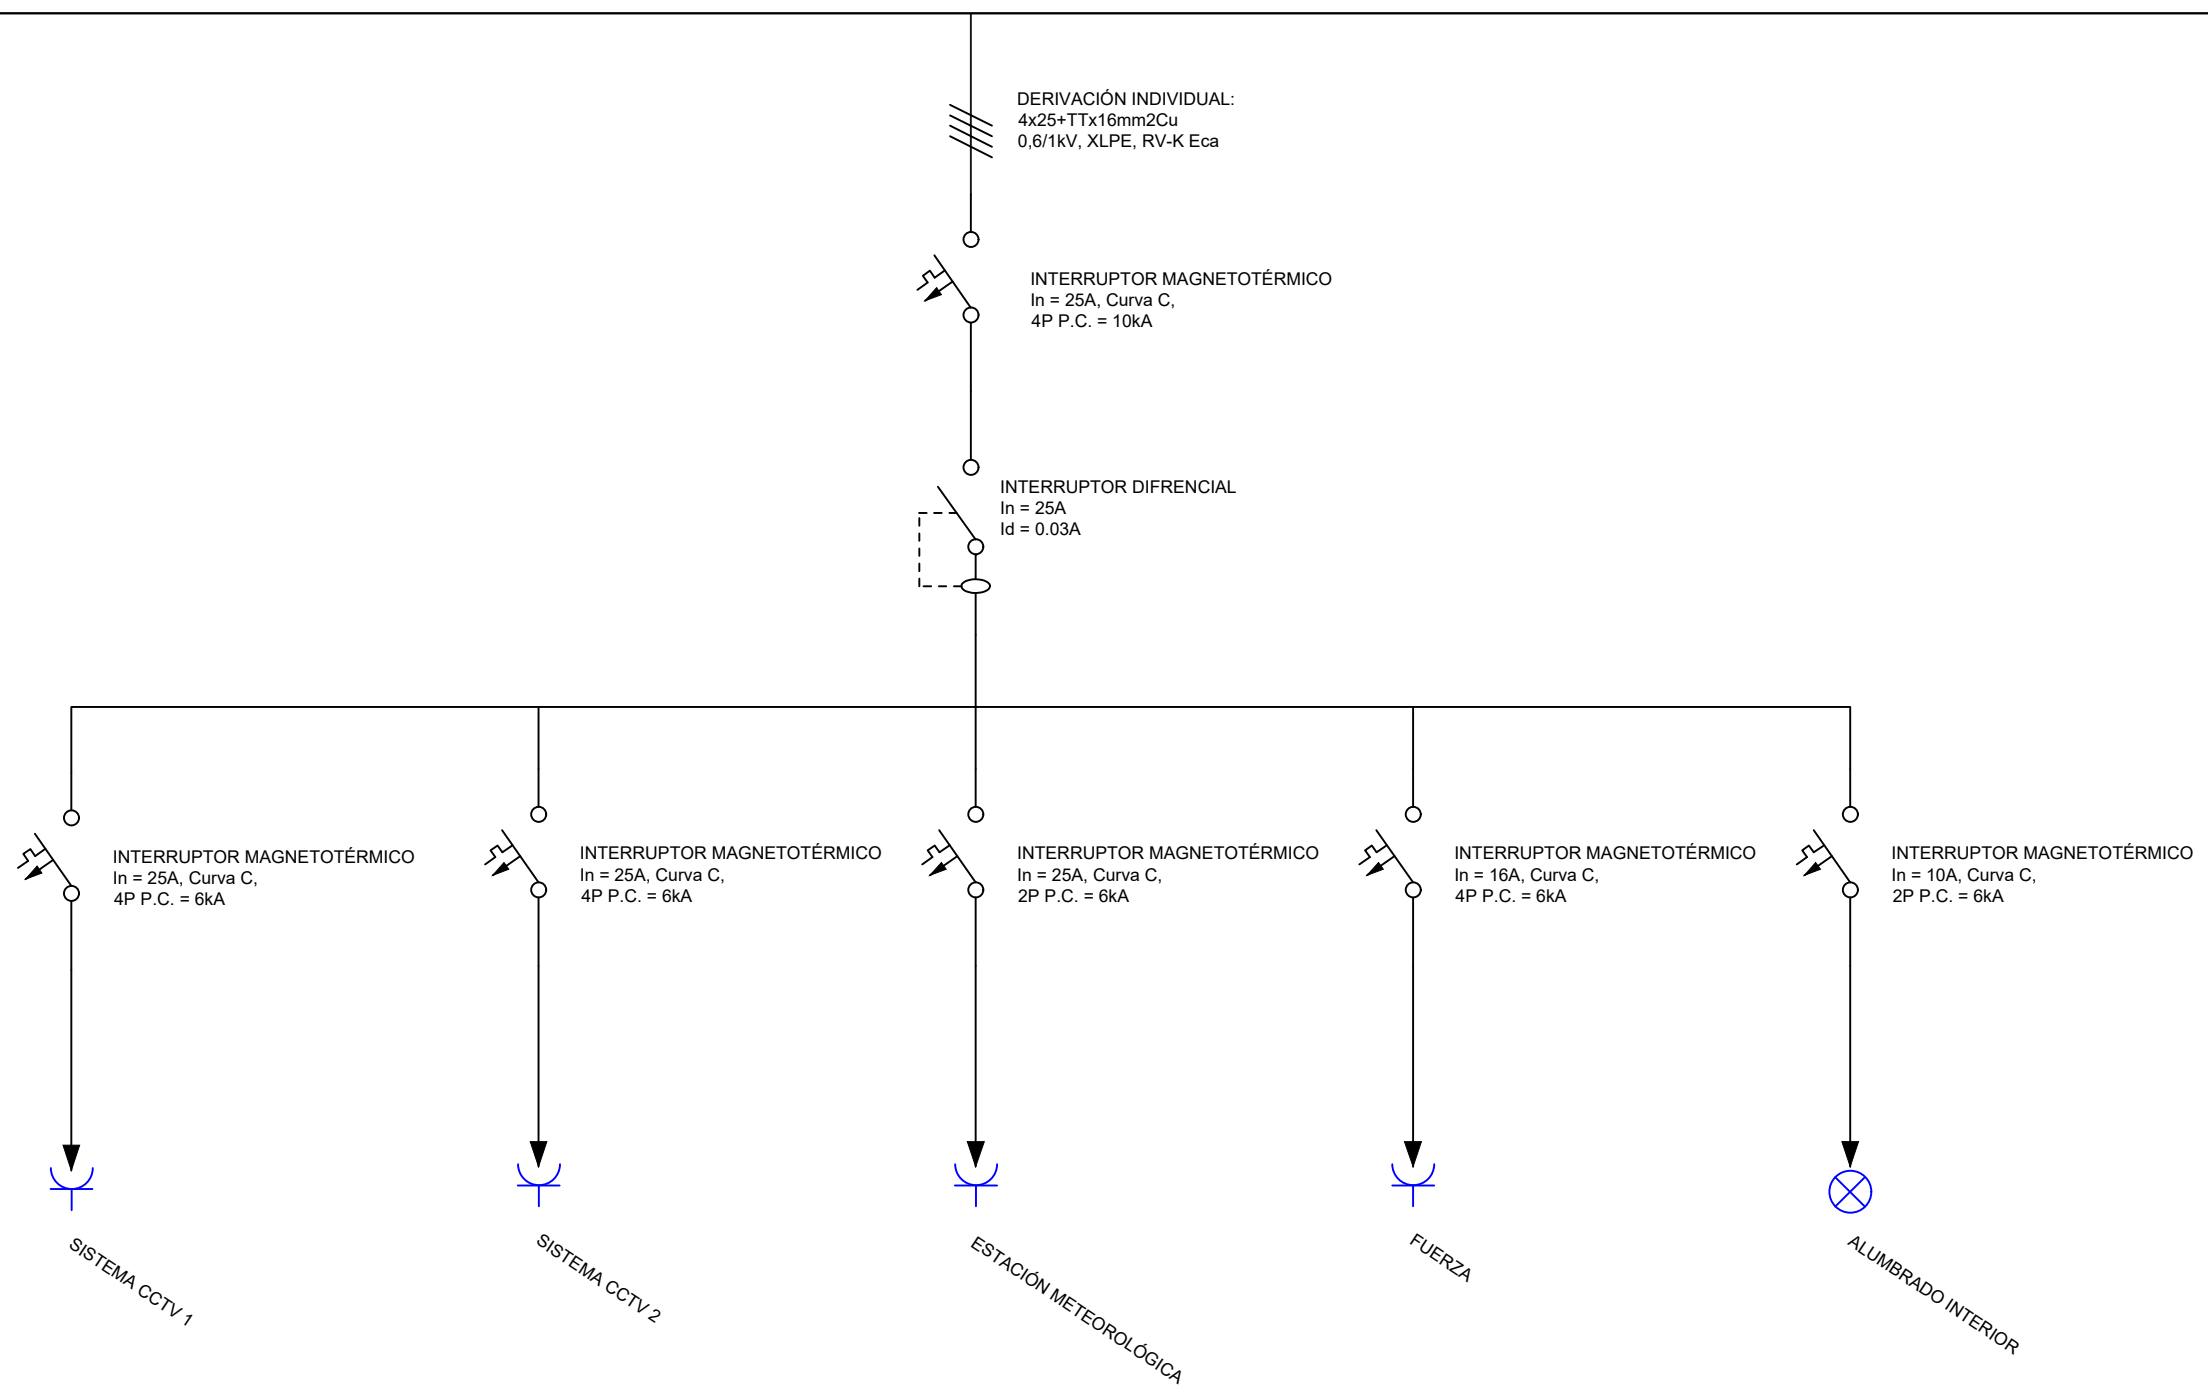 DERIVACIÓN INDIVIDUAL:
4x25+TTx16mm2Cu
0,6/1kV, XLPE, RV-K Eca
INTERRUPTOR MAGNETOTÉRMICO
In = 25A, Curva C,
4P P.C. = 10kA
INTERRUPTOR DIFRENCIAL
In = 25A
Id = 0.03A
INTERRUPTOR MAGNETOTÉRMICO
In = 25A, Curva C,
4P P.C. = 6kA
INTERRUPTOR MAGNETOTÉRMICO
In = 25A, Curva C,
4P P.C. = 6kA
INTERRUPTOR MAGNETOTÉRMICO
In = 25A, Curva C,
2P P.C. = 6kA
INTERRUPTOR MAGNETOTÉRMICO
In = 16A, Curva C,
4P P.C. = 6kA
INTERRUPTOR MAGNETOTÉRMICO
In = 10A, Curva C,
2P P.C. = 6kA
SISTEMA CCTV 1
SISTEMA CCTV 2
ESTACIÓN METEOROLÓGICA
FUERZA
ALUMBRADO INTERIOR